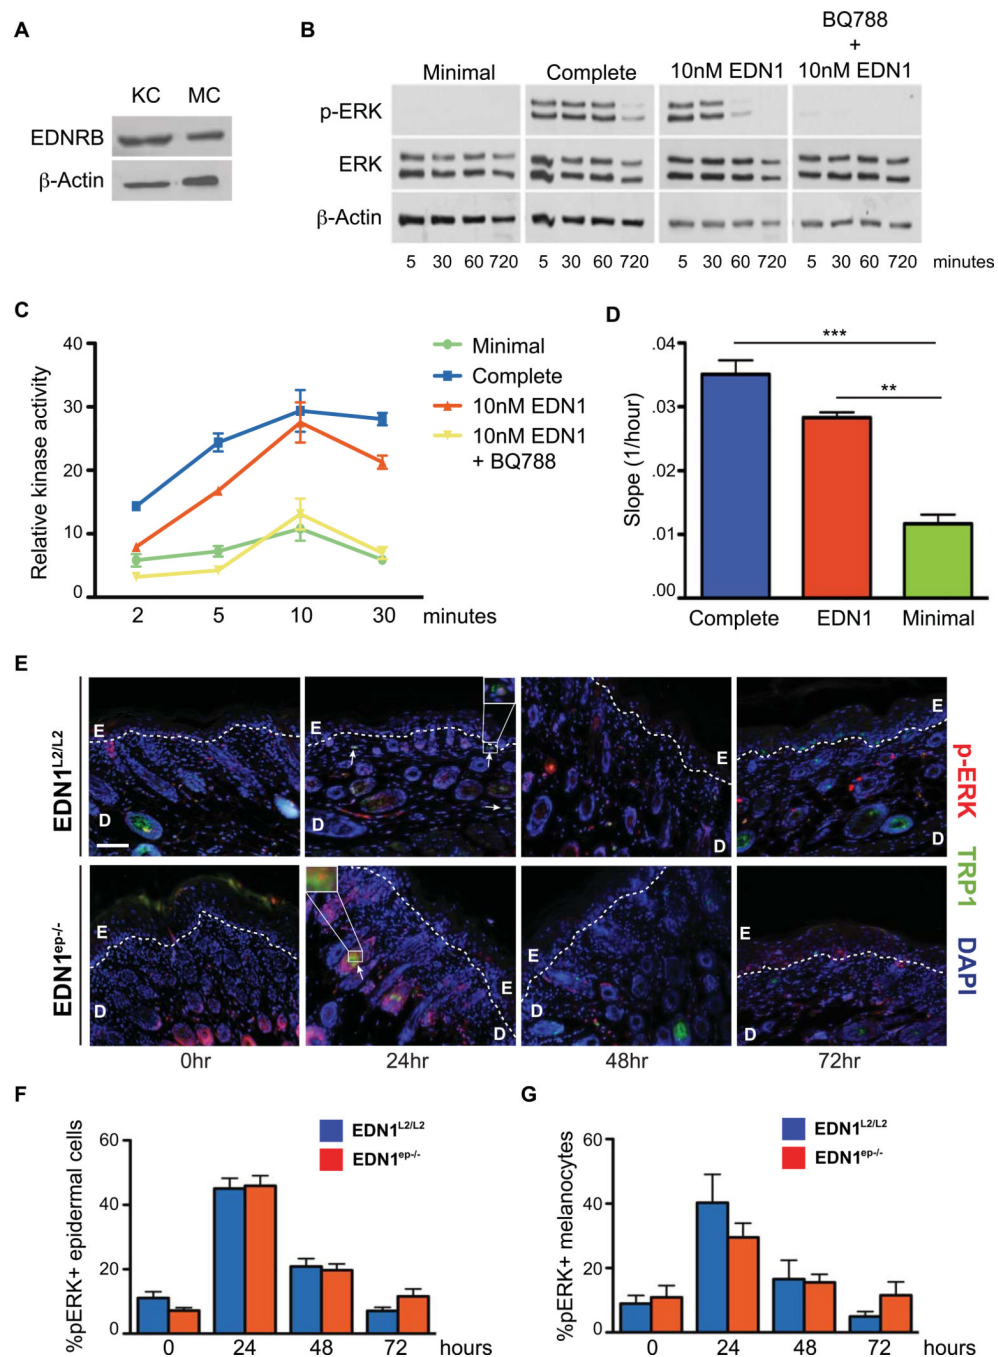 A
KC MC
EDNRB
β-Actin
B
Minimal
Complete
10nM EDN1
BQ788
+
10nM EDN1
p-ERK
ERK
β-Actin
5 30 60 720 5 30 60 720 5 30 60 720 5 30 60 720 minutes
C
Relative kinase activity
40
30
20
10
0
2 5 10 30 minutes
Minimal
Complete
10nM EDN1
10nM EDN1
+ BQ788
D
Slope (1/hour)
.04
.03
.02
.01
.00
***
**
Complete EDN1 Minimal
E
EDN1L2/L2
E D
E D
E D
E D
EDN1ep-/-
E D
E D
E D
E D
0hr 24hr 48hr 72hr
p-ERK TRP1 DAPI
F
%pERK+ epidermal cells
60
40
20
0
EDN1L2/L2
EDN1ep-/-
0 24 48 72 hours
G
%pERK+ melanocytes
60
40
20
0
EDN1L2/L2
EDN1ep-/-
0 24 48 72 hours